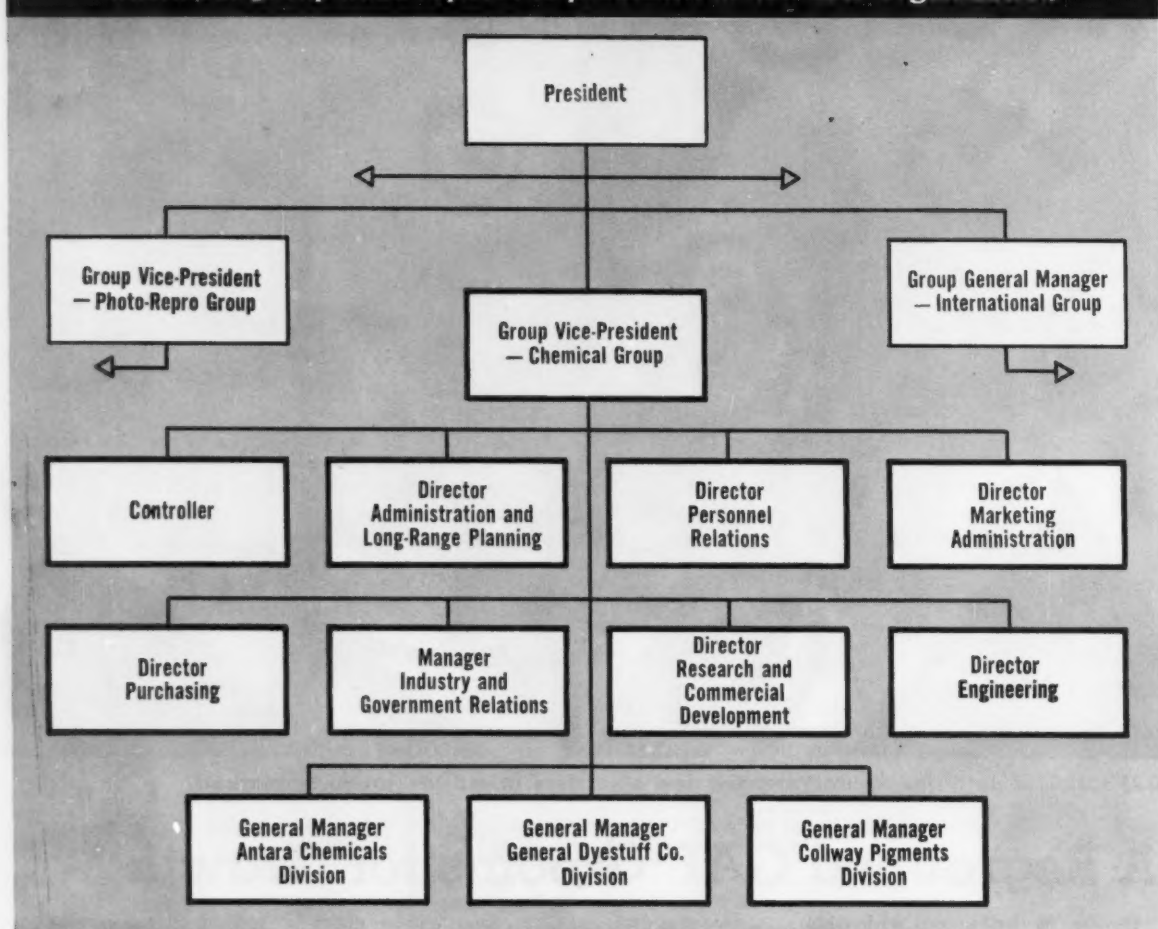 President
Group Vice-President
— Photo-Repro Group
Group General Manager
— International Group
Group Vice-President
— Chemical Group
Controller
Director
Administration and
Long-Range Planning
Director
Personnel
Relations
Director
Marketing
Administration
Director
Purchasing
Manager
Industry and
Government Relations
Director
Research and
Commercial
Development
Director
Engineering
General Manager
Antara Chemicals
Division
General Manager
General Dyestuff Co.
Division
General Manager
Collway Pigments
Division